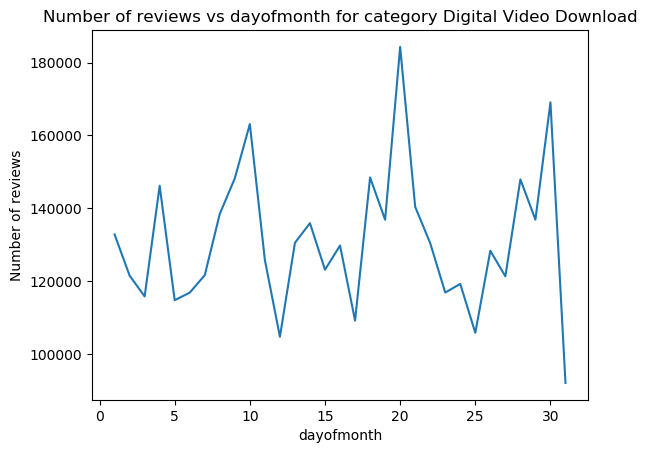 Number of reviews vs dayofmonth for category Digital Video Download
Number of reviews
180000
160000
140000
120000
100000
0 5 10 15 20 25 30
dayofmonth